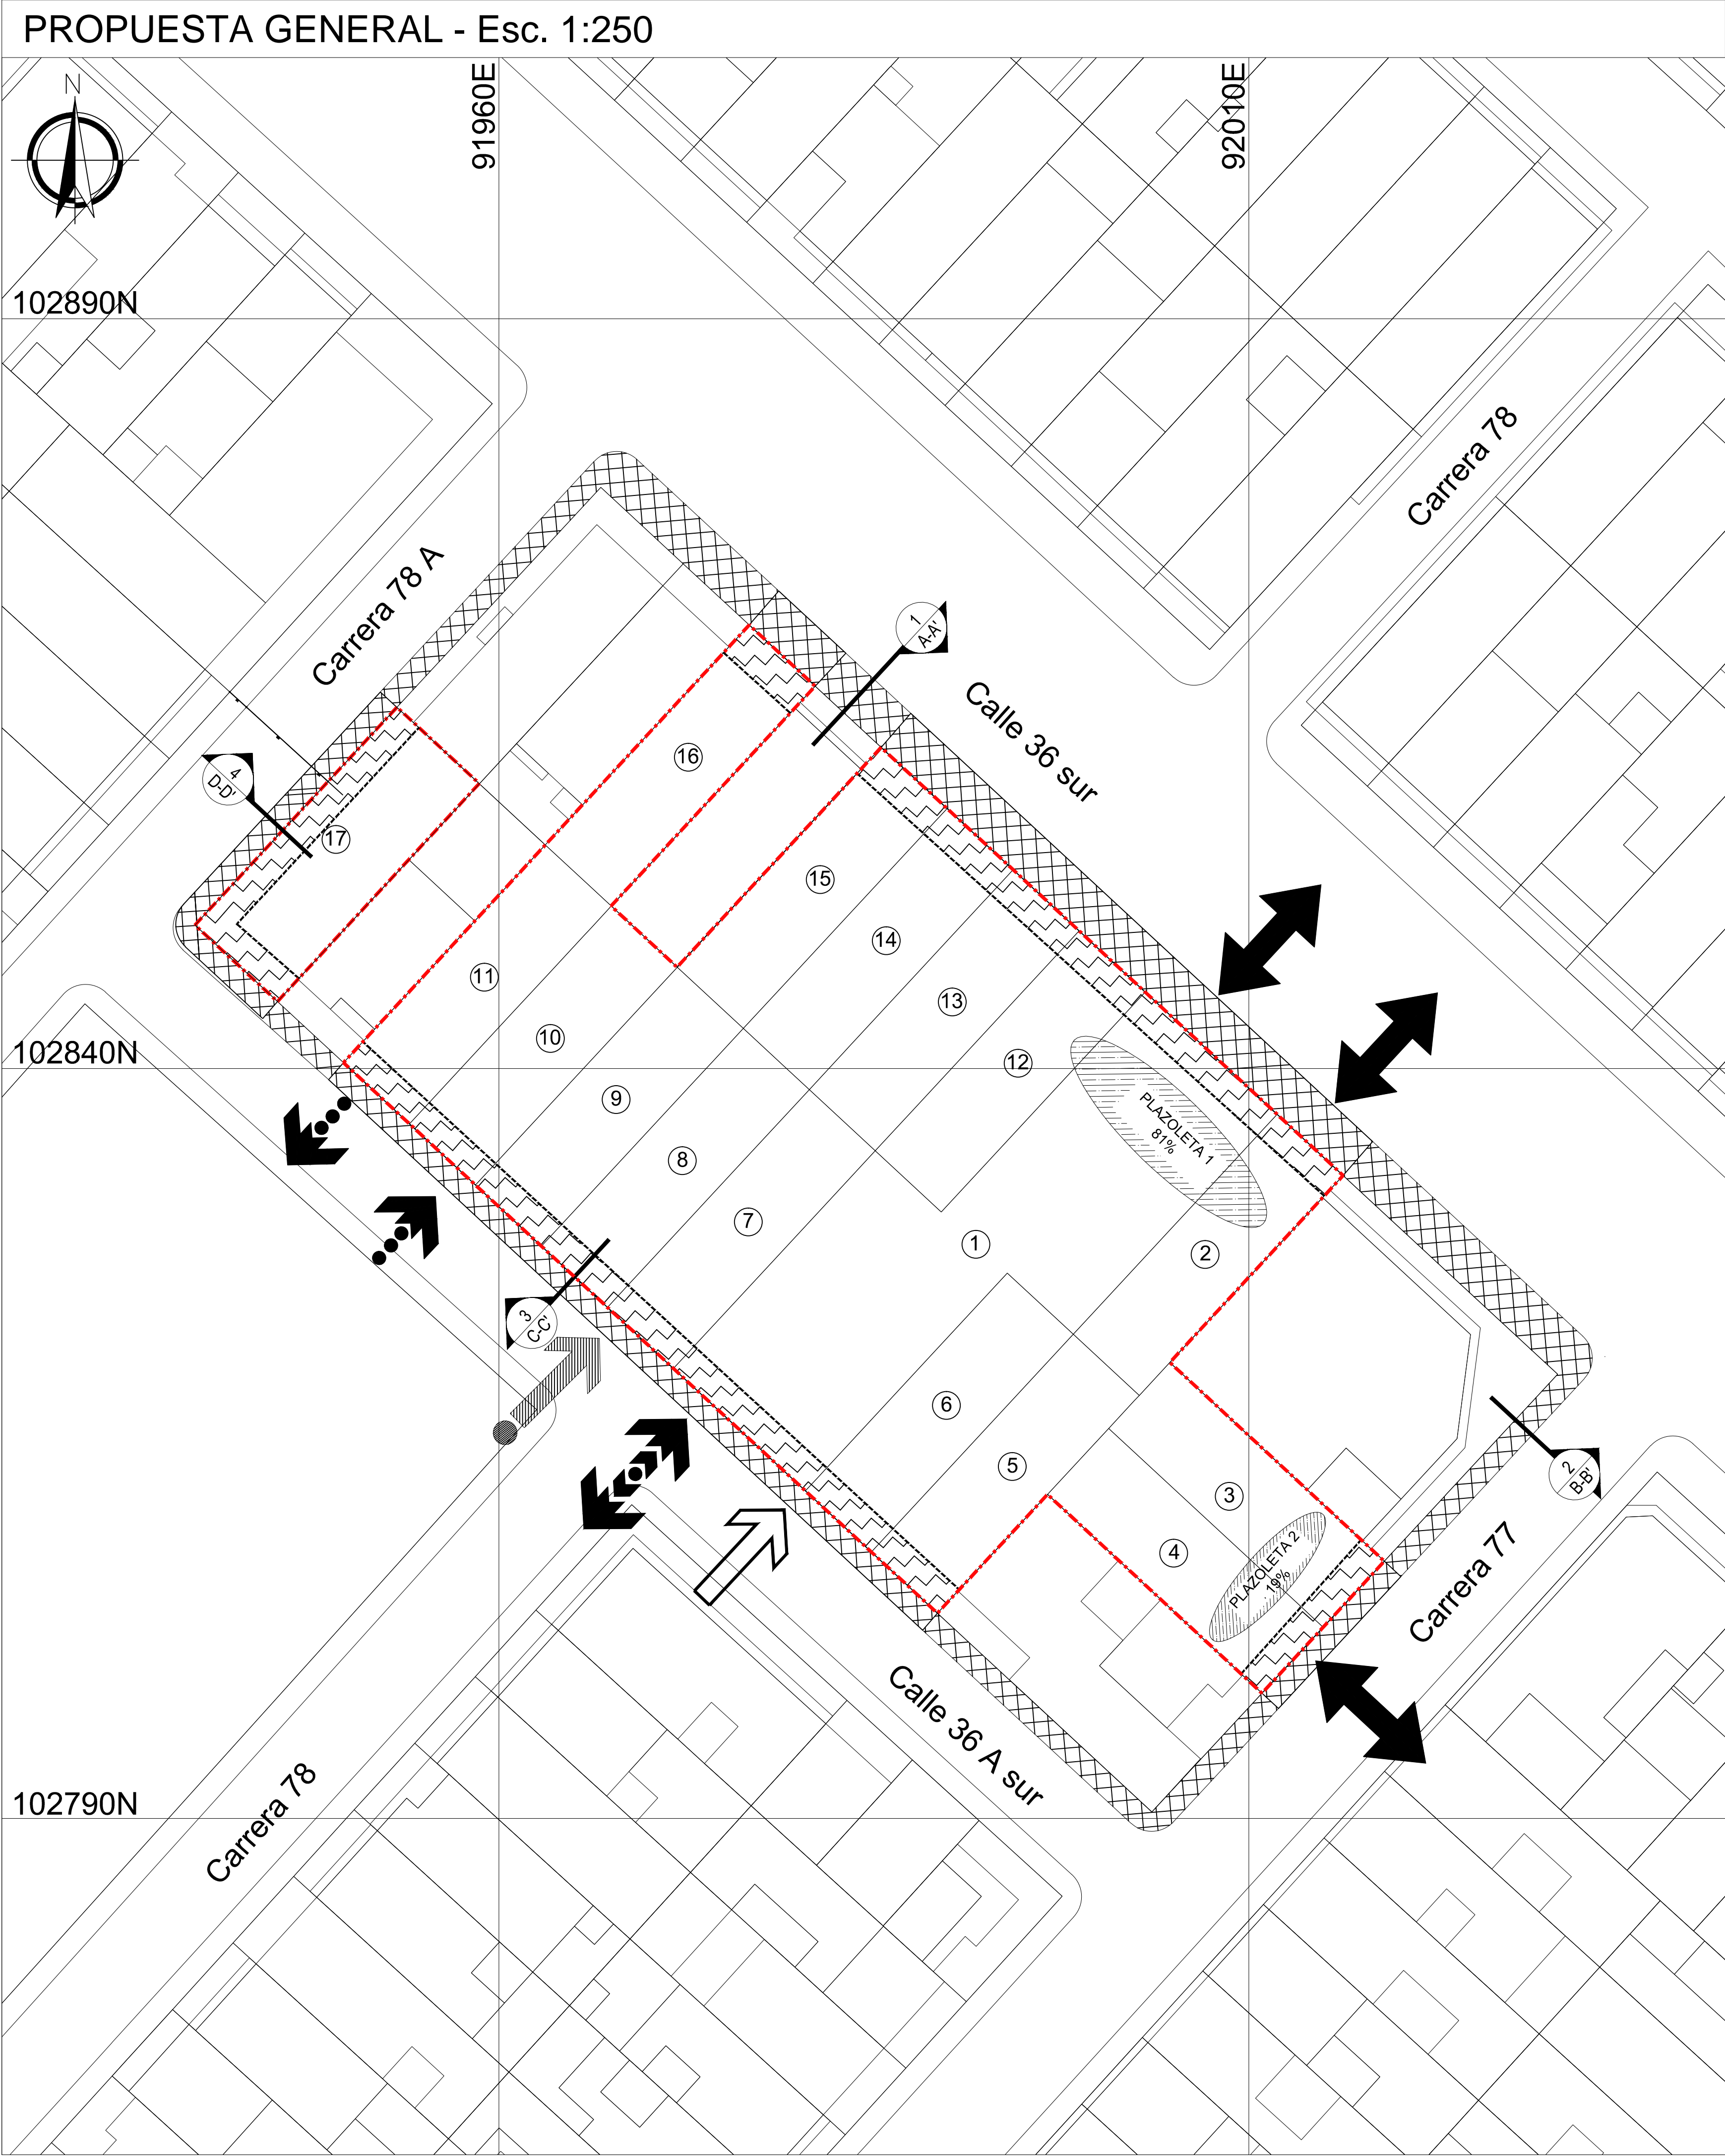 PROPUESTA GENERAL - Esc. 1:250
N
91960E
92010E
102890N
Carrera 78
Carrera 78 A
1
A-A'
Calle 36 sur
16
4
D-D'
17
15
14
11
13
10
12
102840N
9
PLAZOLETA 1
81%
8
7
1
2
3
C-C'
6
5
2
B-B'
3
4
PLAZOLETA 2
19%
Carrera 77
Calle 36 A sur
Carrera 78
102790N